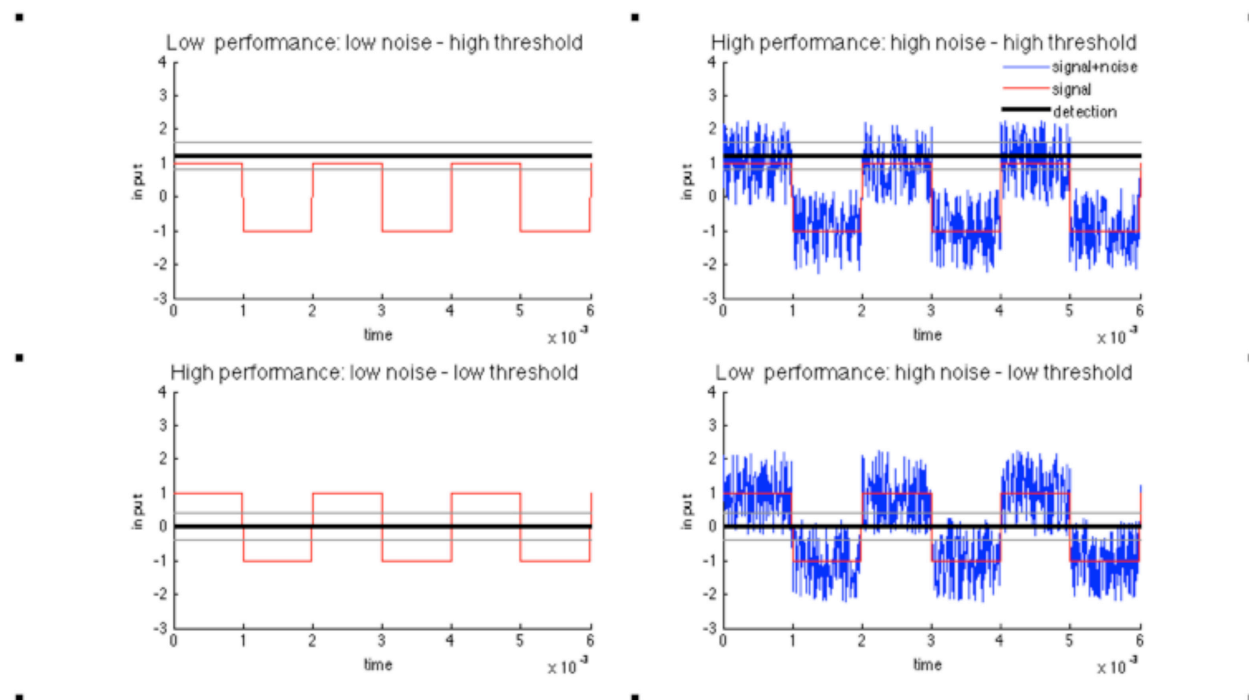 Low performance: low noise - high threshold
4
3
2
1
0
-1
-2
-3
input
0 1 2 3 4 5 6
time
x 10⁻³
High performance: high noise - high threshold
signal+noise
signal
detection
4
3
2
1
0
-1
-2
-3
input
0 1 2 3 4 5 6
time
x 10⁻³
High performance: low noise - low threshold
4
3
2
1
0
-1
-2
-3
input
0 1 2 3 4 5 6
time
x 10⁻³
Low performance: high noise - low threshold
4
3
2
1
0
-1
-2
-3
input
0 1 2 3 4 5 6
time
x 10⁻³